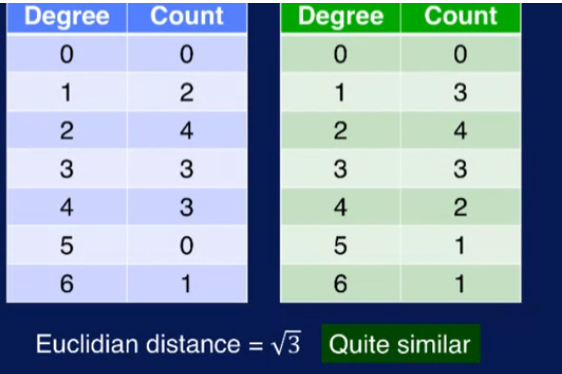 Degree Count Degree Count
0 0 0 0
1 2 1 3
2 4 2 4
3 3 3 3
4 3 4 2
5 0 5 1
6 1 6 1
Euclidian distance = √3 Quite similar